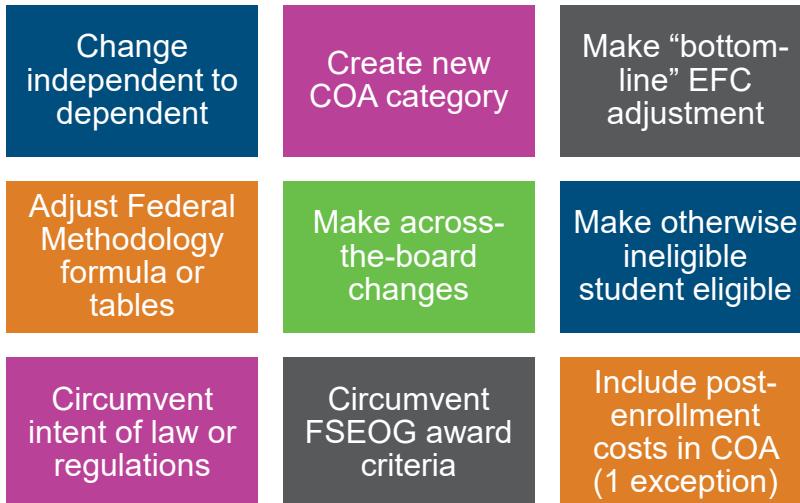 Change
independent to
dependent
Create new
COA category
Make “bottom-
line” EFC
adjustment
Adjust Federal
Methodology
formula or
tables
Make across-
the-board
changes
Make otherwise
ineligible
student eligible
Circumvent
intent of law or
regulations
Circumvent
FSEOG award
criteria
Include post-
enrollment
costs in COA
(1 exception)